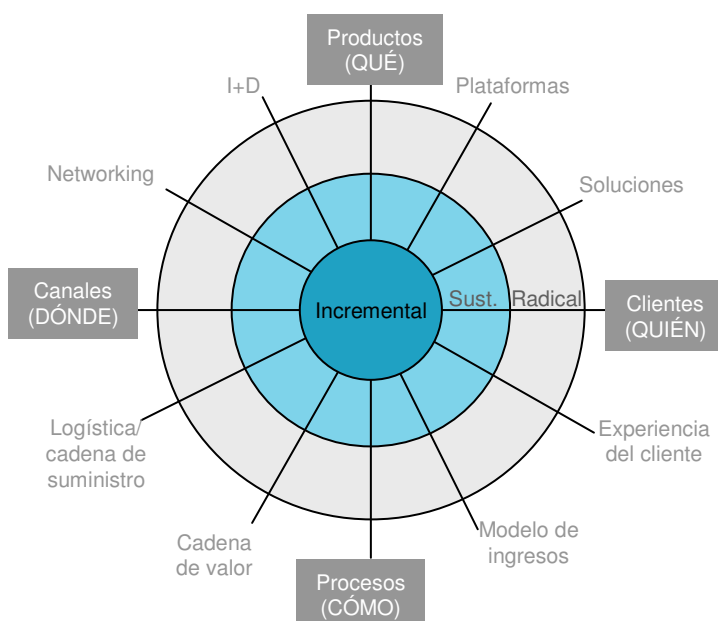 Productos
(QUÉ)
I+D
Plataformas
Networking
Soluciones
Canales
(DÓNDE)
Incremental
Sust.
Radical
Clientes
(QUIÉN)
Logística/
cadena de
suministro
Experiencia
del cliente
Cadena
de valor
Modelo de
ingresos
Procesos
(CÓMO)